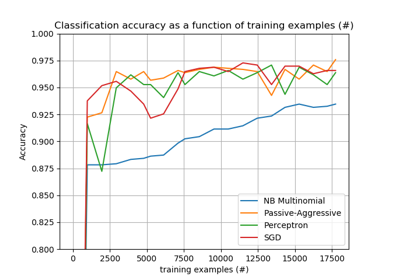 Classification accuracy as a function of training examples (#)
1.000
0.975
0.950
0.925
0.900
0.875
0.850
0.825
0.800
Accuracy
NB Multinomial
Passive-Aggressive
Perceptron
SGD
0 2500 5000 7500 10000 12500 15000 17500
training examples (#)